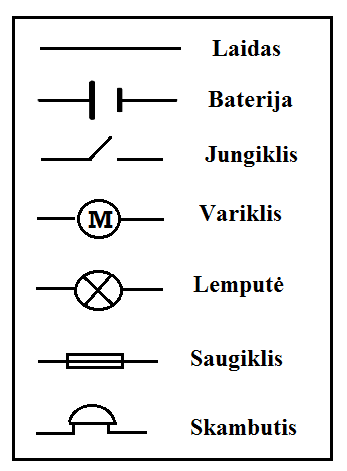 Laidas
Baterija
Jungiklis
M Variklis
Lemputė
Saugiklis
Skambutis